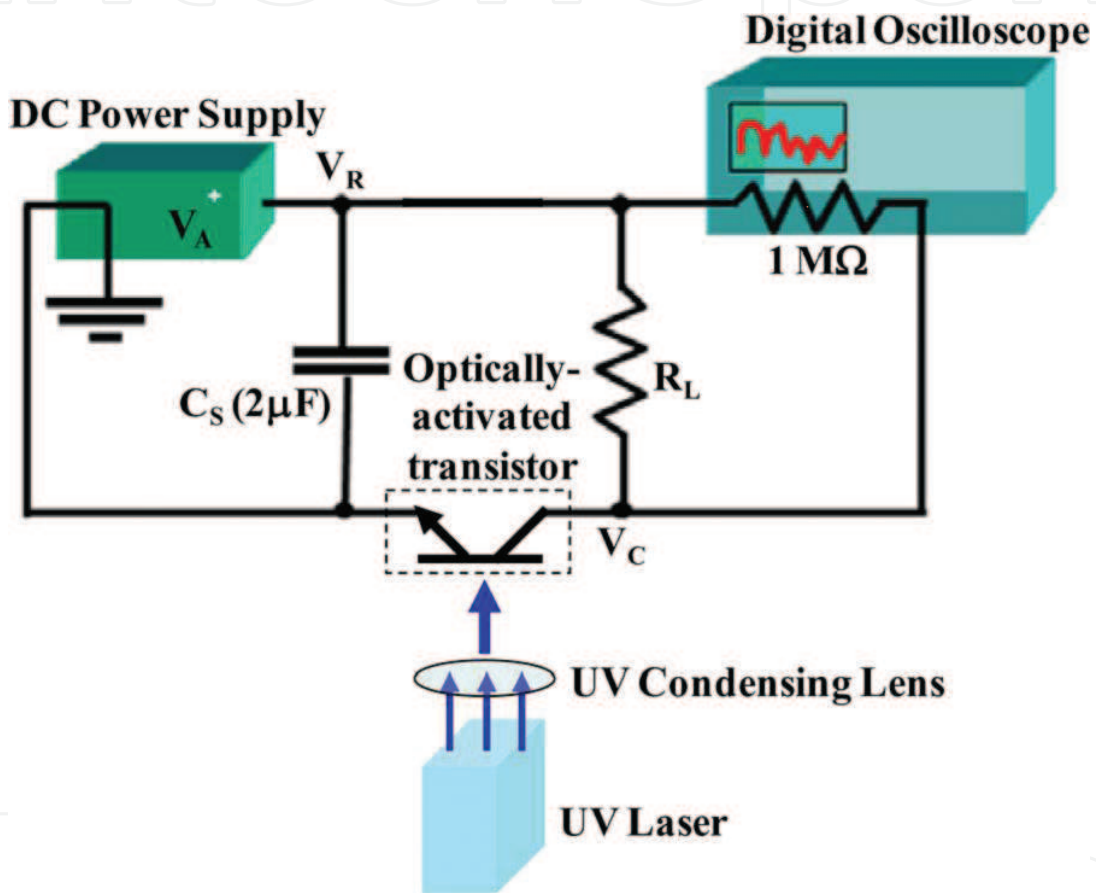 Digital Oscilloscope
DC Power Supply
V_R
+
V_A
1 MΩ
C_S (2μF)
Optically-
activated
transistor
R_L
V_C
UV Condensing Lens
UV Laser